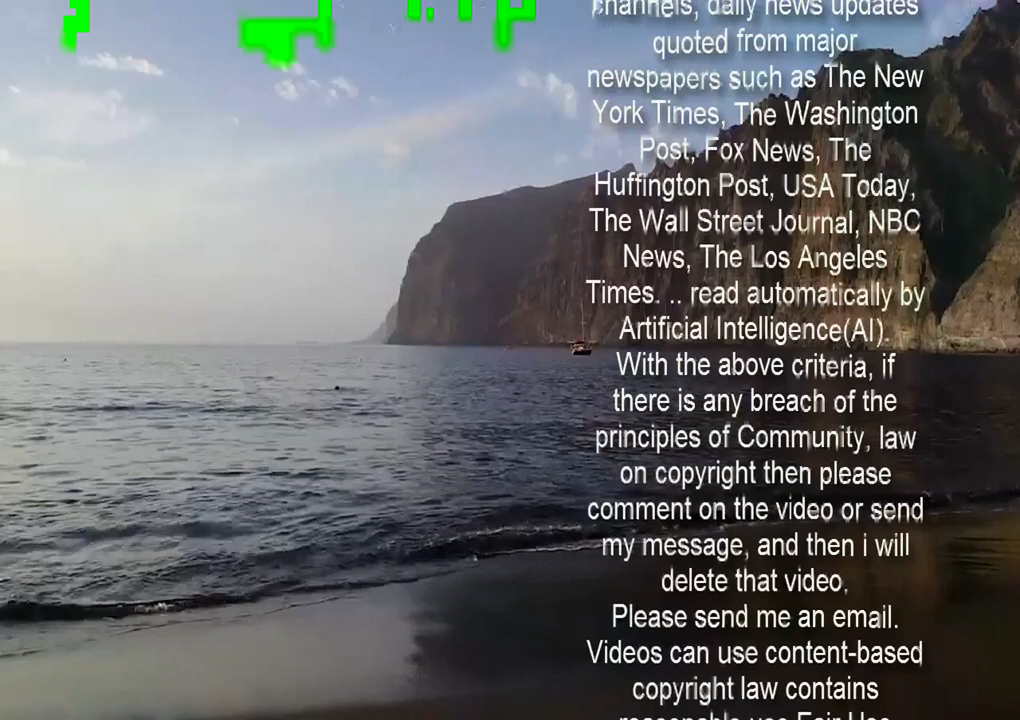 channels, daily news updates
quoted from major
newspapers such as The New
York Times, The Washington
Post, Fox News, The
Huffington Post, USA Today,
The Wall Street Journal, NBC
News, The Los Angeles
Times. .. read automatically by
Artificial Intelligence(AI).
With the above criteria, if
there is any breach of the
principles of Community, law
on copyright then please
comment on the video or send
my message, and then i will
delete that video.
Please send me an email.
Videos can use content-based
copyright law contains
reasonable use Fair Use